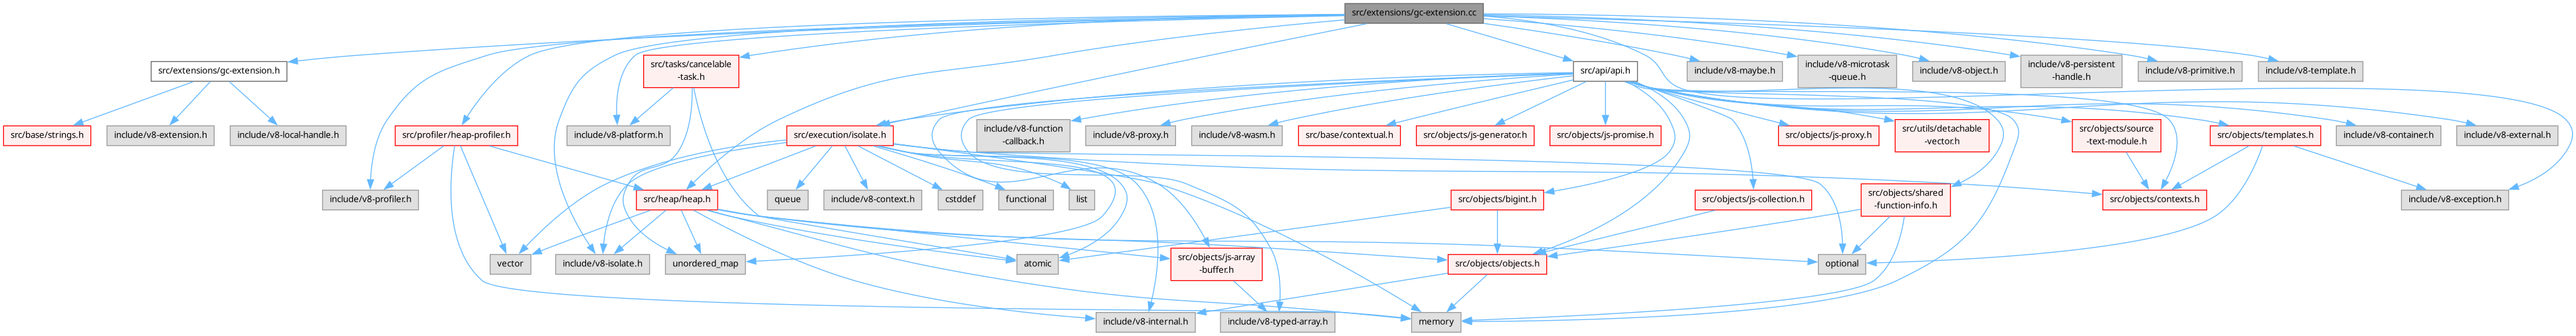 src/extensions/gc-extension.cc
src/extensions/gc-extension.h
src/tasks/cancelable
-task.h
src/api/api.h
include/v8-maybe.h
include/v8-microtask
-queue.h
include/v8-object.h
include/v8-persistent
-handle.h
include/v8-primitive.h
include/v8-template.h
src/base/strings.h
include/v8-extension.h
include/v8-local-handle.h
src/profiler/heap-profiler.h
include/v8-platform.h
src/execution/isolate.h
include/v8-function
-callback.h
include/v8-proxy.h
include/v8-wasm.h
src/base/contextual.h
src/objects/js-generator.h
src/objects/js-promise.h
src/objects/js-proxy.h
src/utils/detachable
-vector.h
src/objects/source
-text-module.h
src/objects/templates.h
include/v8-container.h
include/v8-external.h
include/v8-profiler.h
src/heap/heap.h
queue
include/v8-context.h
cstddef
functional
list
src/objects/bigint.h
src/objects/js-collection.h
src/objects/shared
-function-info.h
src/objects/contexts.h
include/v8-exception.h
vector
include/v8-isolate.h
unordered_map
atomic
src/objects/js-array
-buffer.h
src/objects/objects.h
optional
include/v8-internal.h
include/v8-typed-array.h
memory